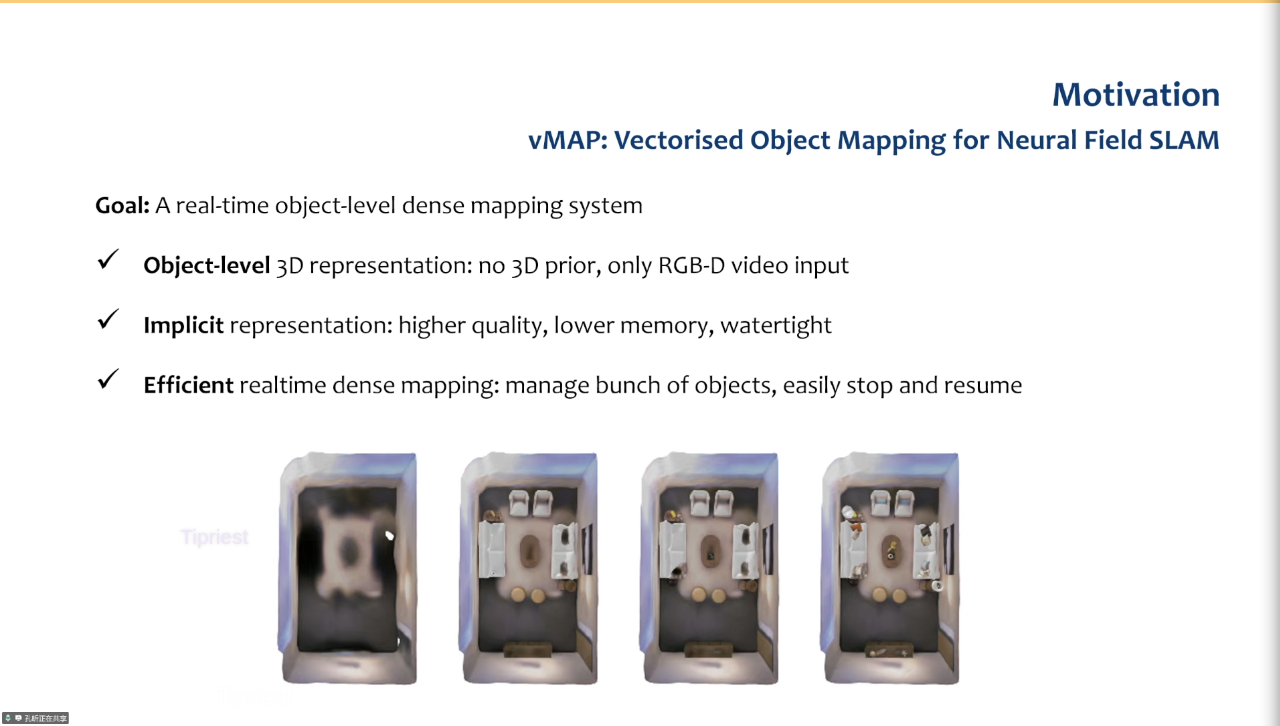 Motivation
vMAP: Vectorised Object Mapping for Neural Field SLAM
Goal: A real-time object-level dense mapping system
✓ Object-level 3D representation: no 3D prior, only RGB-D video input
✓ Implicit representation: higher quality, lower memory, watertight
✓ Efficient realtime dense mapping: manage bunch of objects, easily stop and resume
Tipriest
孔昕正在共享